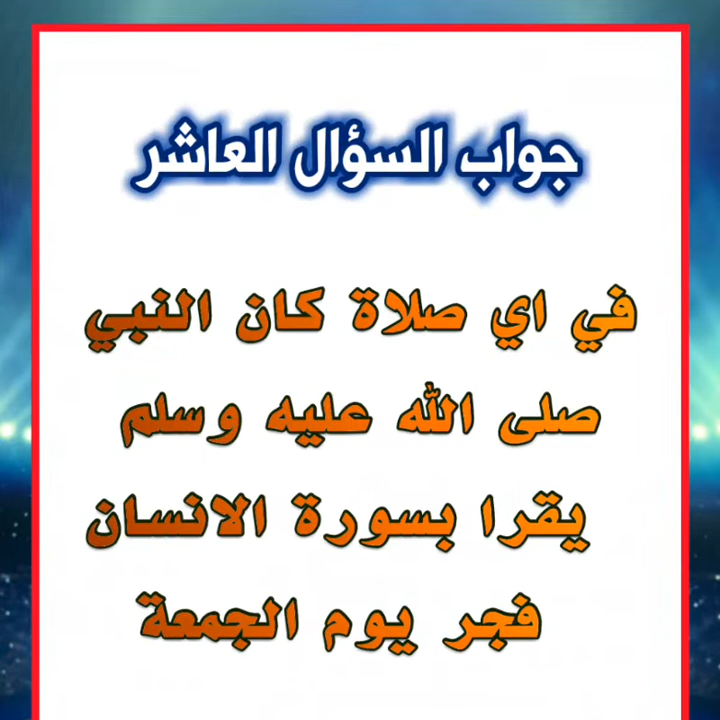 جواب السؤال العاشر
في اي صلاة كان النبي
صلى الله عليه وسلم
يقرا بسورة الانسان
فجر يوم الجمعة